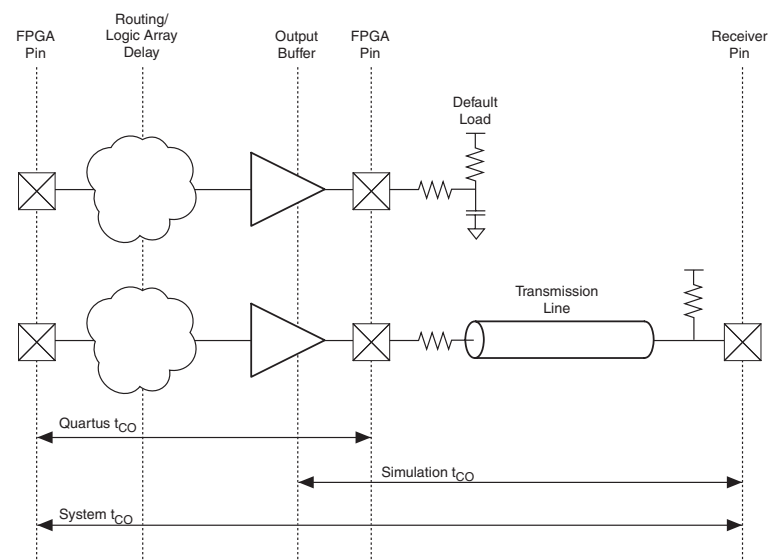 FPGA
Pin
Routing/
Logic Array
Delay
Output
Buffer
FPGA
Pin
Receiver
Pin
Default
Load
Transmission
Line
Quartus tCO
Simulation tCO
System tCO